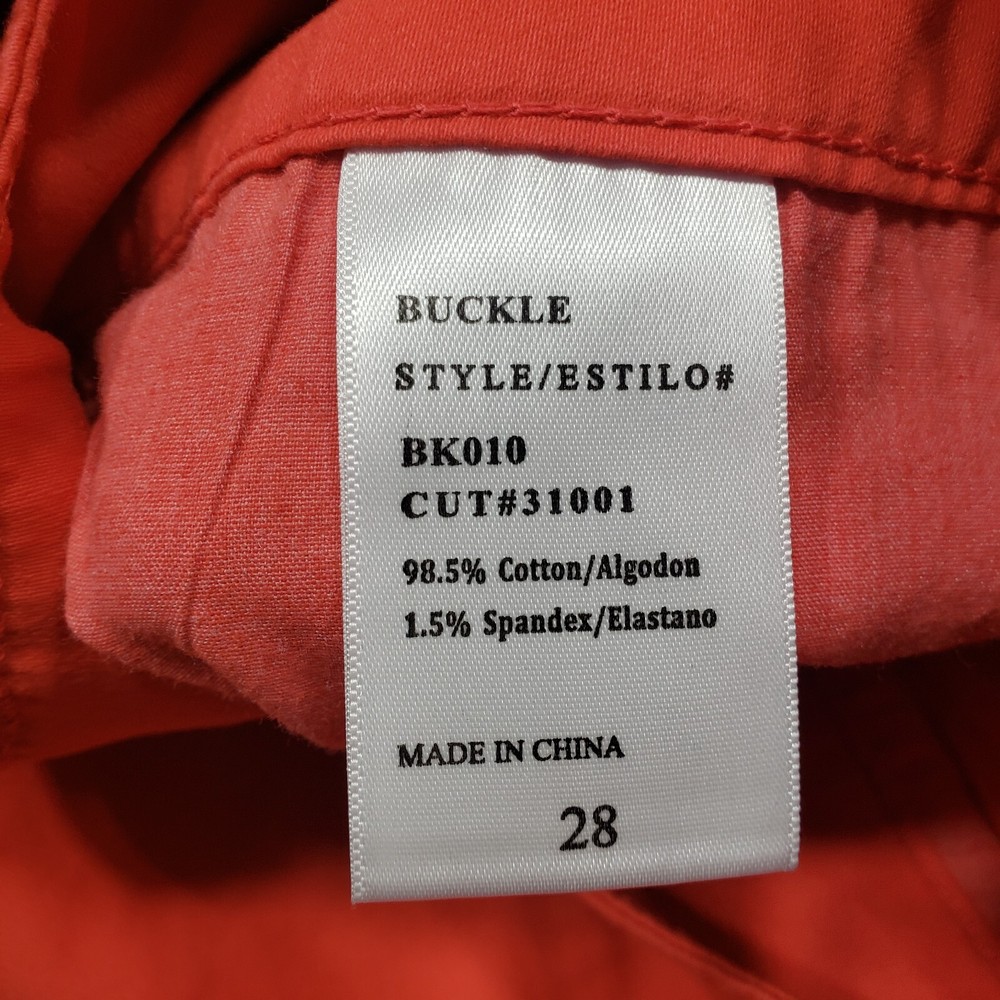 BUCKLE
STYLE/ESTILO#
BK010
CUT#31001
98.5% Cotton/Algodon
1.5% Spandex/Elastano
MADE IN CHINA
28